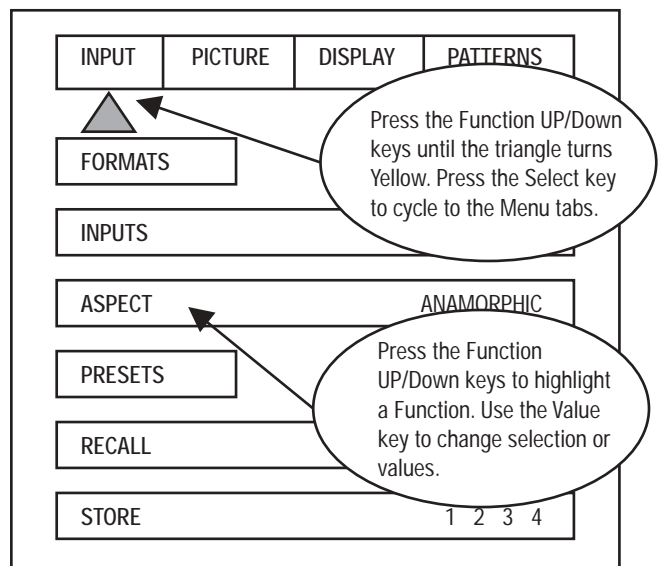 INPUT PICTURE DISPLAY PATTERNS
Press the Function UP/Down
keys until the triangle turns
Yellow. Press the Select key
to cycle to the Menu tabs.
FORMATS
INPUTS
ASPECT ANAMORPHIC
Press the Function
UP/Down keys to highlight
a Function. Use the Value
key to change selection or
values.
PRESETS
RECALL
STORE 1 2 3 4